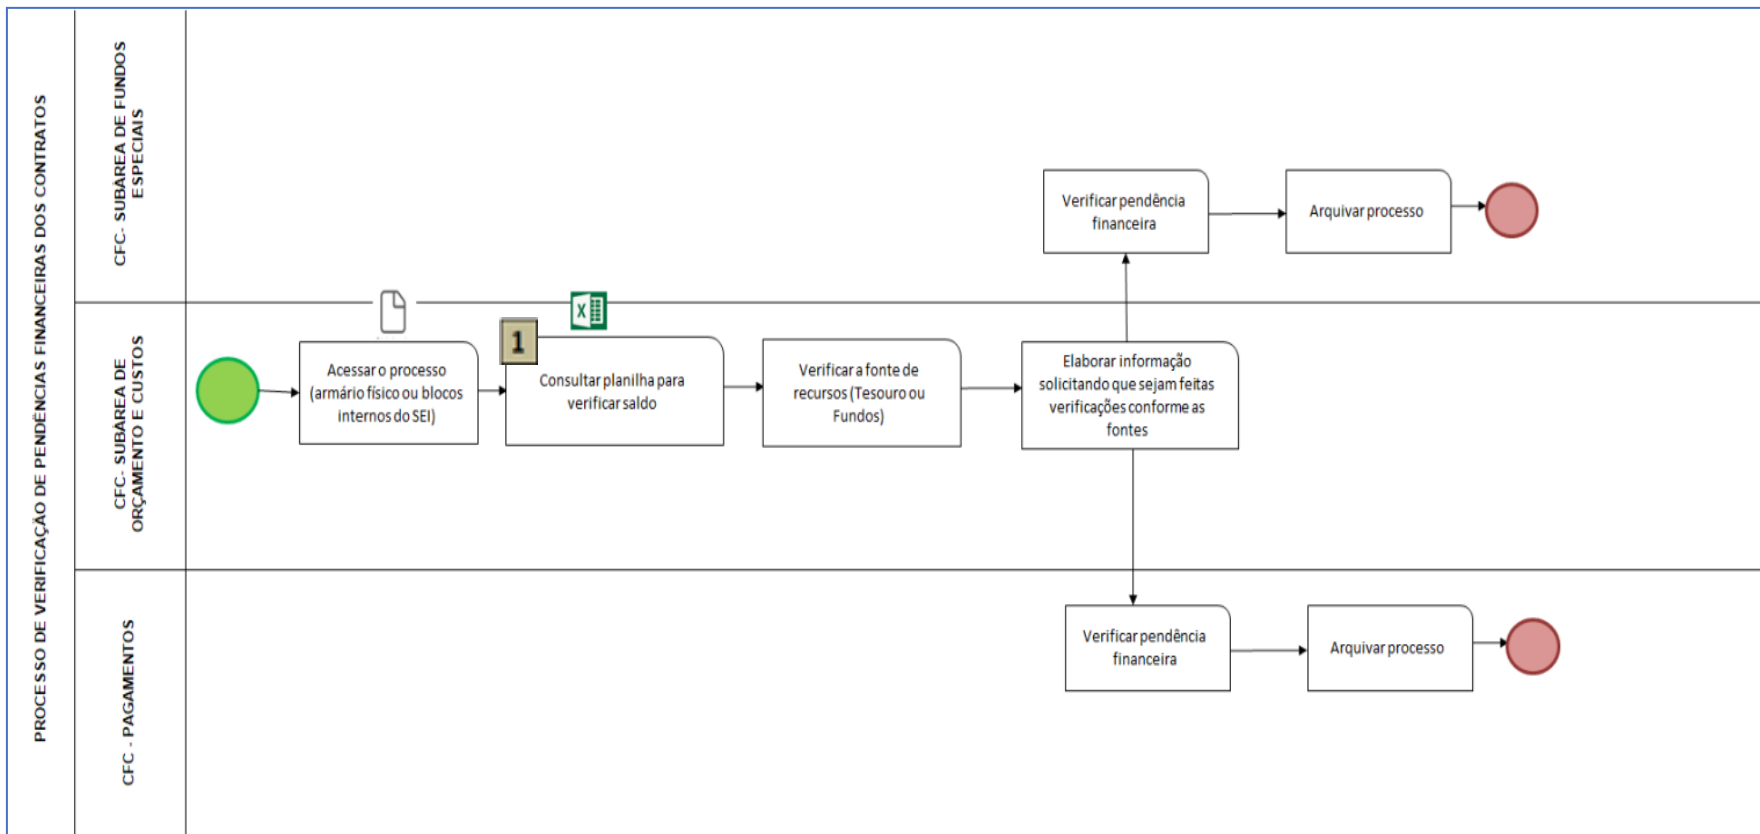 PROCESSO DE VERIFICAÇÃO DE PENDÊNCIAS FINANCEIRAS DOS CONTRATOS
CFC- SUBÀREA DE FUNDOS
ESPECIAIS
Verificar pendência
financeira
Arquivar processo
CFC- SUBÀREA DE
ORÇAMENTO E CUSTOS
Acessar o processo
(armário físico ou blocos
internos do SEI)
1
X
Consultar planilha para
verificar saldo
Verificar a fonte de
recursos (Tesouro ou
Fundos)
Elaborar informação
solicitando que sejam feitas
verificações conforme as
fontes
CFC - PAGAMENTOS
Verificar pendência
financeira
Arquivar processo